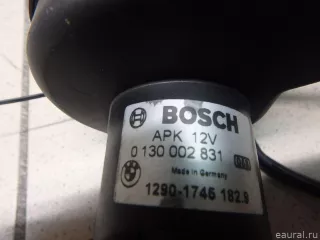 BOSCH
APK 12V
0 130 002 831
Made in Germany
1290-1745 182.9
eaural.ru